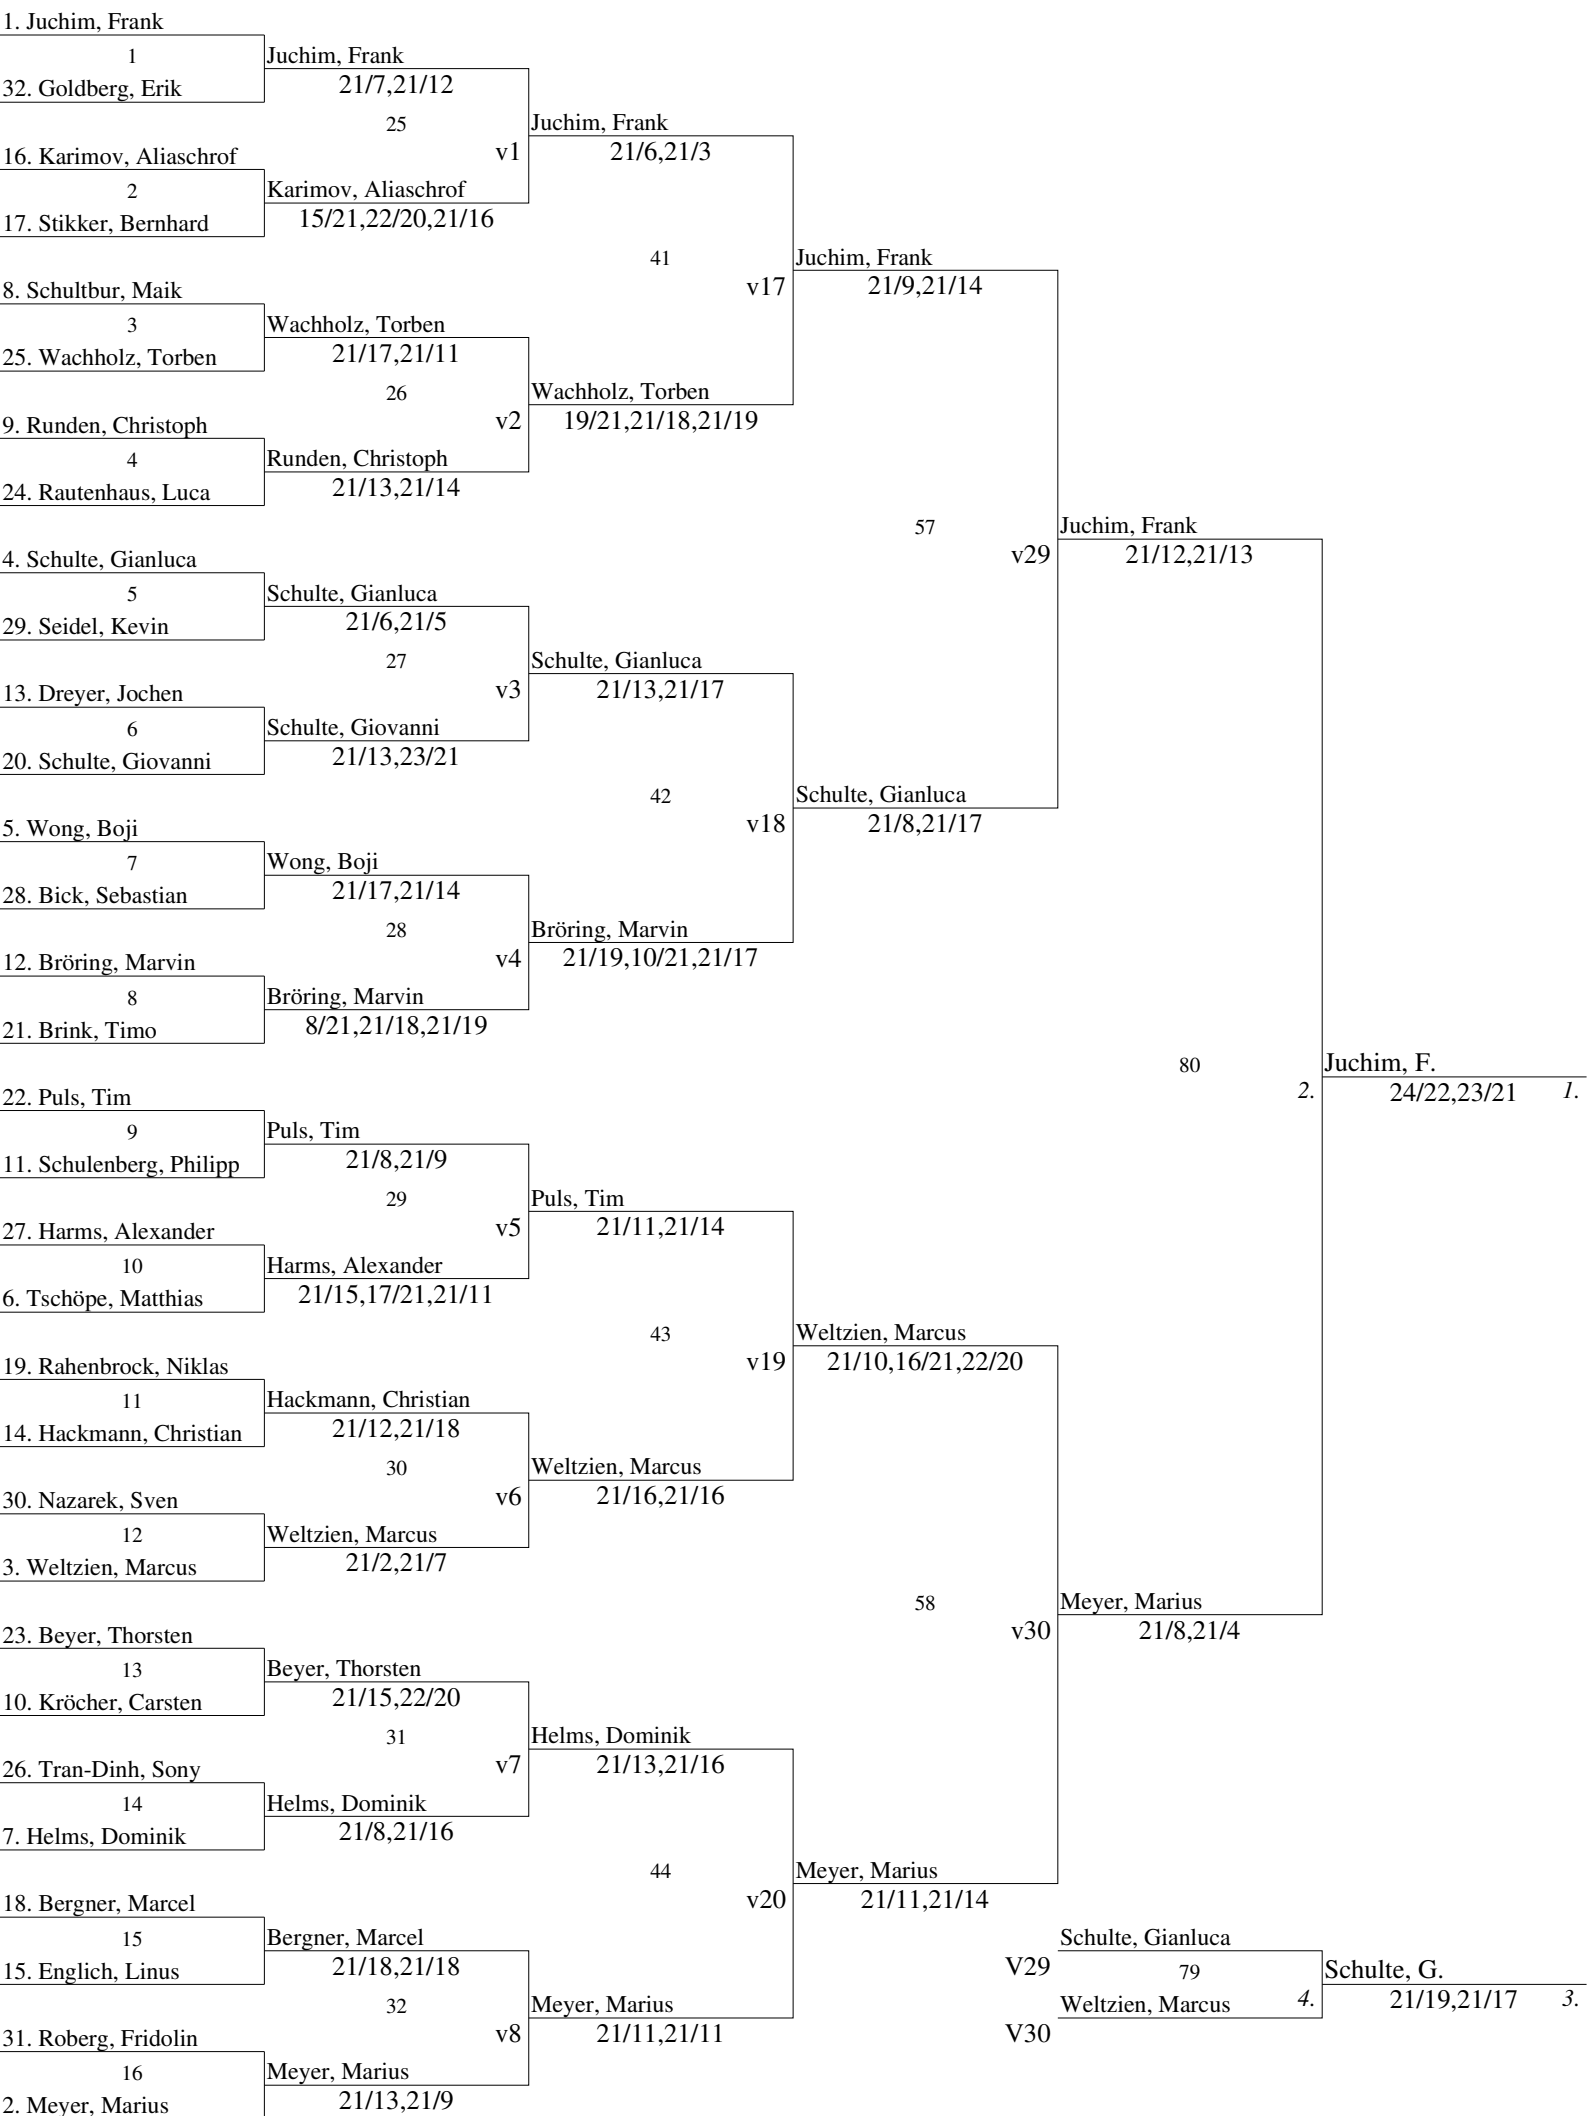 1. Juchim, Frank
1
Juchim, Frank
32. Goldberg, Erik
21/7,21/12
25
Juchim, Frank
16. Karimov, Aliaschrof
v1
21/6,21/3
2
Karimov, Aliaschrof
17. Stikker, Bernhard
15/21,22/20,21/16
41
Juchim, Frank
8. Schultbur, Maik
v17
21/9,21/14
3
Wachholz, Torben
25. Wachholz, Torben
21/17,21/11
26
Wachholz, Torben
9. Runden, Christoph
v2
19/21,21/18,21/19
4
Runden, Christoph
24. Rautenhaus, Luca
21/13,21/14
57
Juchim, Frank
4. Schulte, Gianluca
v29
21/12,21/13
5
Schulte, Gianluca
29. Seidel, Kevin
21/6,21/5
27
Schulte, Gianluca
13. Dreyer, Jochen
v3
21/13,21/17
6
Schulte, Giovanni
20. Schulte, Giovanni
21/13,23/21
42
Schulte, Gianluca
5. Wong, Boji
v18
21/8,21/17
7
Wong, Boji
28. Bick, Sebastian
21/17,21/14
28
Bröring, Marvin
12. Bröring, Marvin
v4
21/19,10/21,21/17
8
Bröring, Marvin
21. Brink, Timo
8/21,21/18,21/19
80
Juchim, F.
22. Puls, Tim
2.
24/22,23/21
1.
9
Puls, Tim
11. Schulenberg, Philipp
21/8,21/9
29
Puls, Tim
27. Harms, Alexander
v5
21/11,21/14
10
Harms, Alexander
6. Tschöpe, Matthias
21/15,17/21,21/11
43
Weltzien, Marcus
19. Rahenbrock, Niklas
v19
21/10,16/21,22/20
11
Hackmann, Christian
14. Hackmann, Christian
21/12,21/18
30
Weltzien, Marcus
30. Nazarek, Sven
v6
21/16,21/16
12
Weltzien, Marcus
3. Weltzien, Marcus
21/2,21/7
58
Meyer, Marius
23. Beyer, Thorsten
v30
21/8,21/4
13
Beyer, Thorsten
10. Kröcher, Carsten
21/15,22/20
31
Helms, Dominik
26. Tran-Dinh, Sony
v7
21/13,21/16
14
Helms, Dominik
7. Helms, Dominik
21/8,21/16
44
Meyer, Marius
18. Bergner, Marcel
v20
21/11,21/14
15
Bergner, Marcel
Schulte, Gianluca
15. Englich, Linus
21/18,21/18
V29
79
Schulte, G.
32
Meyer, Marius
Weltzien, Marcus
4.
21/19,21/17
3.
31. Roberg, Fridolin
v8
21/11,21/11
V30
16
Meyer, Marius
2. Meyer, Marius
21/13,21/9